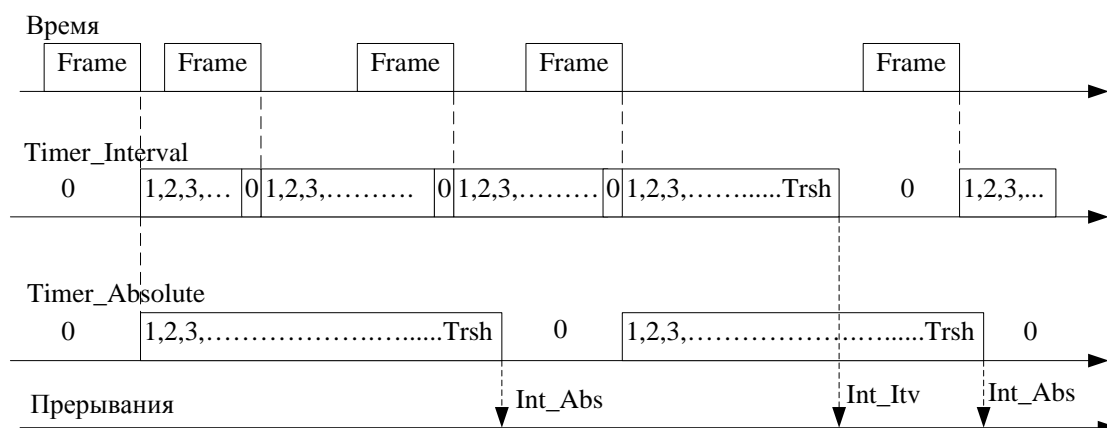 Время
Frame Frame Frame Frame Frame
Timer_Interval
0 1,2,3,… 0 1,2,3,………. 0 1,2,3,……… 0 1,2,3,……......Trsh 0 1,2,3,...
Timer_Absolute
0 1,2,3,……………….…......Trsh 0 1,2,3,……………….…......Trsh 0
Прерывания Int_Abs Int_Itv Int_Abs